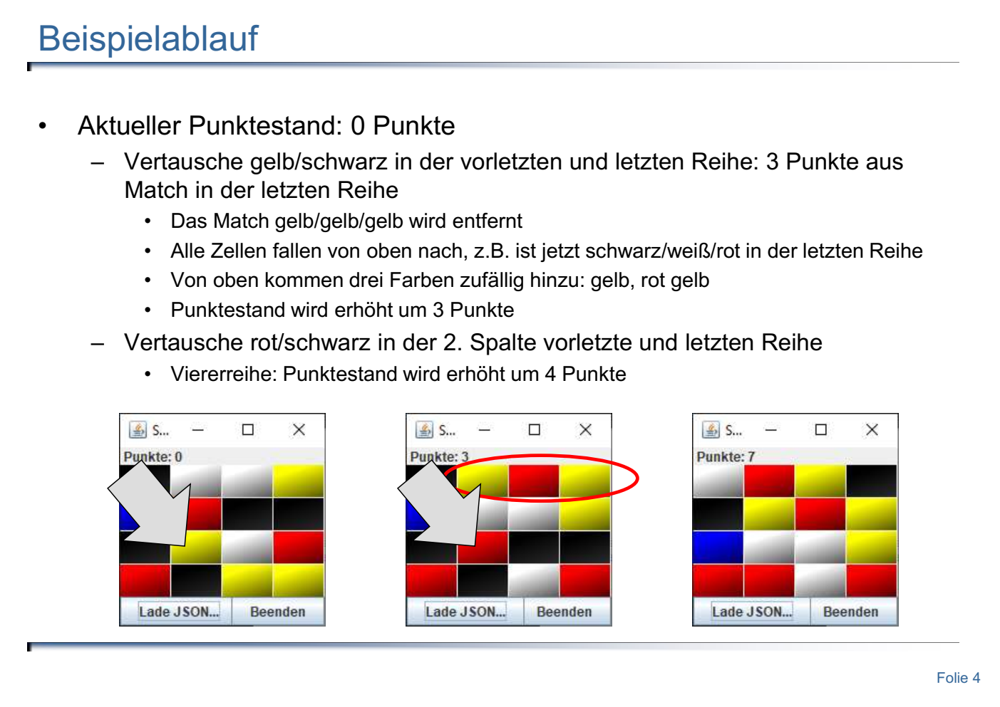 Beispielablauf
• Aktueller Punktestand: 0 Punkte
– Vertausche gelb/schwarz in der vorletzten und letzten Reihe: 3 Punkte aus
Match in der letzten Reihe
• Das Match gelb/gelb/gelb wird entfernt
• Alle Zellen fallen von oben nach, z.B. ist jetzt schwarz/weiß/rot in der letzten Reihe
• Von oben kommen drei Farben zufällig hinzu: gelb, rot gelb
• Punktestand wird erhöht um 3 Punkte
– Vertausche rot/schwarz in der 2. Spalte vorletzte und letzten Reihe
• Viererreihe: Punktestand wird erhöht um 4 Punkte
S...
Punkte: 0
Lade JSON... Beenden
S...
Punkte: 3
Lade JSON... Beenden
S...
Punkte: 7
Lade JSON... Beenden
Folie 4